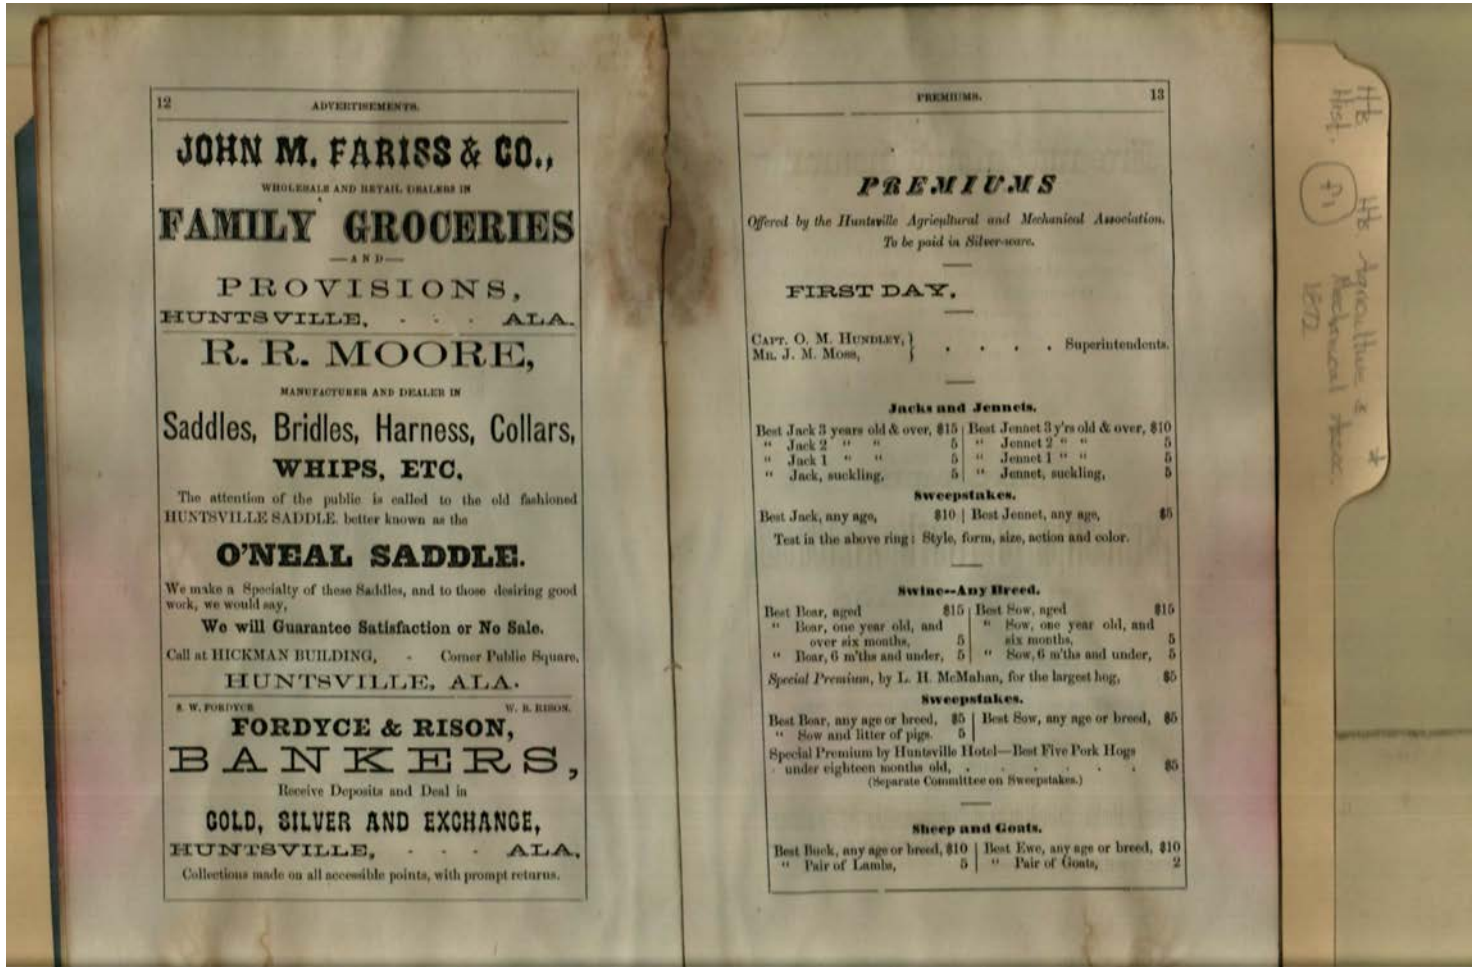 12
ADVERTISEMENTS.
JOHN M. FARISS & CO.,
WHOLESALE AND RETAIL DEALERS IN
FAMILY GROCERIES
—AND—
PROVISIONS,
HUNTSVILLE, - - - ALA.
R. R. MOORE,
MANUFACTURER AND DEALER IN
Saddles, Bridles, Harness, Collars,
WHIPS, ETC.
The attention of the public is called to the old fashioned
HUNTSVILLE SADDLE, better known as the
O'NEAL SADDLE.
We make a Specialty of these Saddles, and to those desiring good
work, we would say,
We will Guarantee Satisfaction or No Sale.
Call at HICKMAN BUILDING, - Corner Public Square,
HUNTSVILLE, ALA.
S. W. FORDYCE W. R. RISON.
FORDYCE & RISON,
BANKERS,
Receive Deposits and Deal in
GOLD, SILVER AND EXCHANGE,
HUNTSVILLE, - - - ALA,
Collections made on all accessible points, with prompt returns.
PREMIUMS. 13
PREMIUMS
Offered by the Huntsville Agricultural and Mechanical Association.
To be paid in Silver-ware.
FIRST DAY,
CAPT. O. M. HUNDLEY, }
MR. J. M. MOSS, } . . . . Superintendents.
Jacks and Jennets.
Best Jack 3 years old & over, $15 | Best Jennet 3 y'rs old & over, $10
" Jack 2 " " 5 | " Jennet 2 " " 5
" Jack 1 " " 5 | " Jennet 1 " " 5
" Jack, suckling, 5 | " Jennet, suckling, 5
Sweepstakes.
Best Jack, any age, $10 | Best Jennet, any age, $5
Test in the above ring: Style, form, size, action and color.
Swine--Any Breed.
Best Boar, aged $15 | Best Sow, aged $15
" Boar, one year old, and | " Sow, one year old, and
over six months, 5 | six months, 5
" Boar, 6 m'ths and under, 5 | " Sow, 6 m'ths and under, 5
Special Premium, by L. H. McMahan, for the largest hog, $5
Sweepstakes.
Best Boar, any age or breed, $5 | Best Sow, any age or breed, $5
" Sow and litter of pigs. 5 |
Special Premium by Huntsville Hotel—Best Five Pork Hogs
under eighteen months old, . . . . . . $5
(Separate Committee on Sweepstakes.)
Sheep and Goats.
Best Buck, any age or breed, $10 | Best Ewe, any age or breed, $10
" Pair of Lambs, 5 | " Pair of Goats, 2
Hb Agriculture &
Mechanical Assoc.
1872
Hb
Hist.